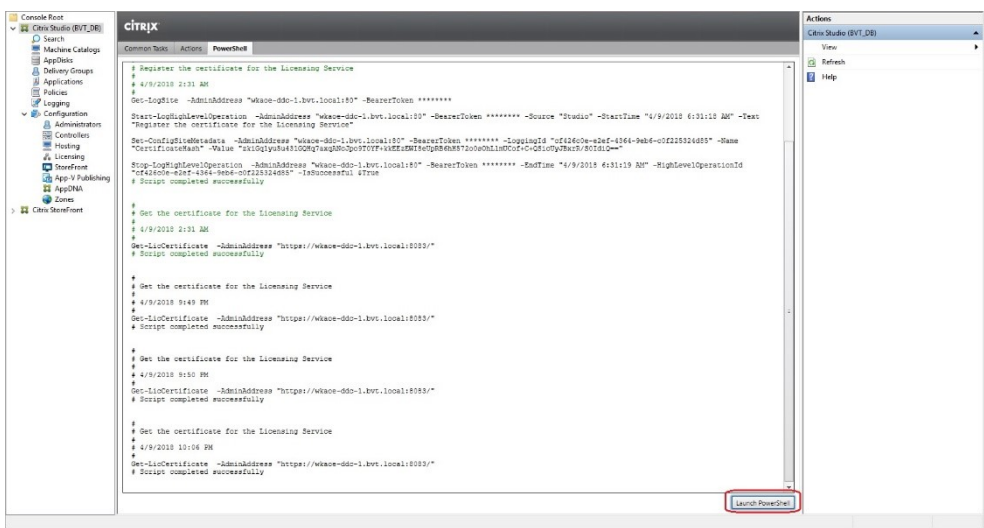 Console Root
Citrix Studio (BVT_DB)
Search
Machine Catalogs
AppDisks
Delivery Groups
Applications
Policies
Logging
Configuration
Administrators
Controllers
Hosting
Licensing
StoreFront
App-V Publishing
AppDNA
Zones
Citrix StoreFront
CİTRIX
Common Tasks Actions PowerShell
# Register the certificate for the Licensing Service
#
# 4/9/2018 2:31 AM
#
Get-LogSite -AdminAddress "wkace-ddc-1.bvt.local:80" -BearerToken ********
Start-LogHighLevelOperation -AdminAddress "wkace-ddc-1.bvt.local:80" -BearerToken ******** -Source "Studio" -StartTime "4/9/2018 6:31:18 AM" -Text
"Register the certificate for the Licensing Service"
Set-ConfigSiteMetadata -AdminAddress "wkace-ddc-1.bvt.local:80" -BearerToken ******** -LoggingId "cf426c0e-e2ef-4364-9eb6-c0f225324d85" -Name
"CertificateHash" -Value
Stop-LogHighLevelOperation -AdminAddress "wkace-ddc-1.bvt.local:80" -BearerToken ******** -EndTime "4/9/2018 6:31:19 AM" -HighLevelOperationId
"cf426c0e-e2ef-4364-9eb6-c0f225324d85" -IsSuccessful $True
# Script completed successfully
#
# Get the certificate for the Licensing Service
#
# 4/9/2018 2:31 AM
#
Get-LicCertificate -AdminAddress "https://wkace-ddc-1.bvt.local:8083/"
# Script completed successfully
#
# Get the certificate for the Licensing Service
#
# 4/9/2018 9:49 PM
#
Get-LicCertificate -AdminAddress "https://wkace-ddc-1.bvt.local:8083/"
# Script completed successfully
#
# Get the certificate for the Licensing Service
#
# 4/9/2018 9:50 PM
#
Get-LicCertificate -AdminAddress "https://wkace-ddc-1.bvt.local:8083/"
# Script completed successfully
#
# Get the certificate for the Licensing Service
#
# 4/9/2018 10:06 PM
#
Get-LicCertificate -AdminAddress "https://wkace-ddc-1.bvt.local:8083/"
# Script completed successfully
Launch PowerShell
Actions
Citrix Studio (BVT_DB)
View
Refresh
Help